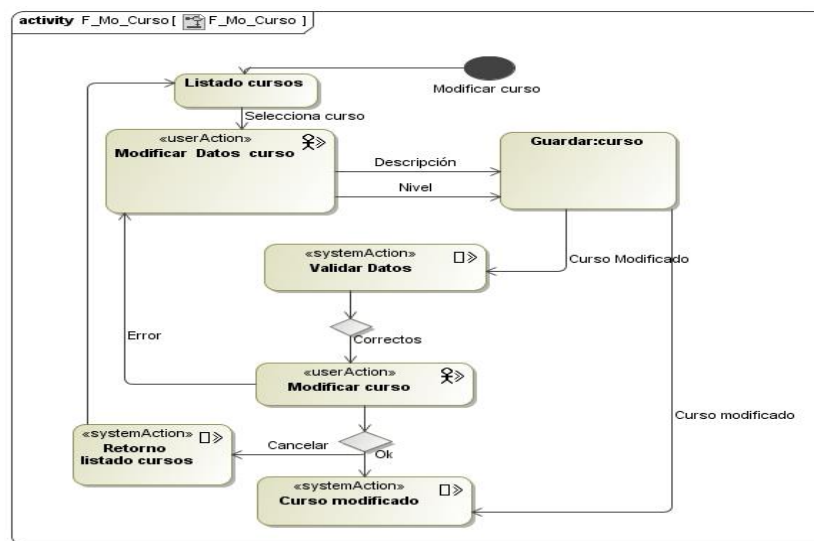 activity F_Mo_Curso[ F_Mo_Curso ]
Modificar curso
Listado cursos
Selecciona curso
«userAction»
Modificar Datos curso
Descripción
Nivel
Guardar:curso
«systemAction»
Validar Datos
Curso Modificado
Error
Correctos
«userAction»
Modificar curso
Curso modificado
«systemAction»
Retorno
listado cursos
Cancelar
Ok
«systemAction»
Curso modificado